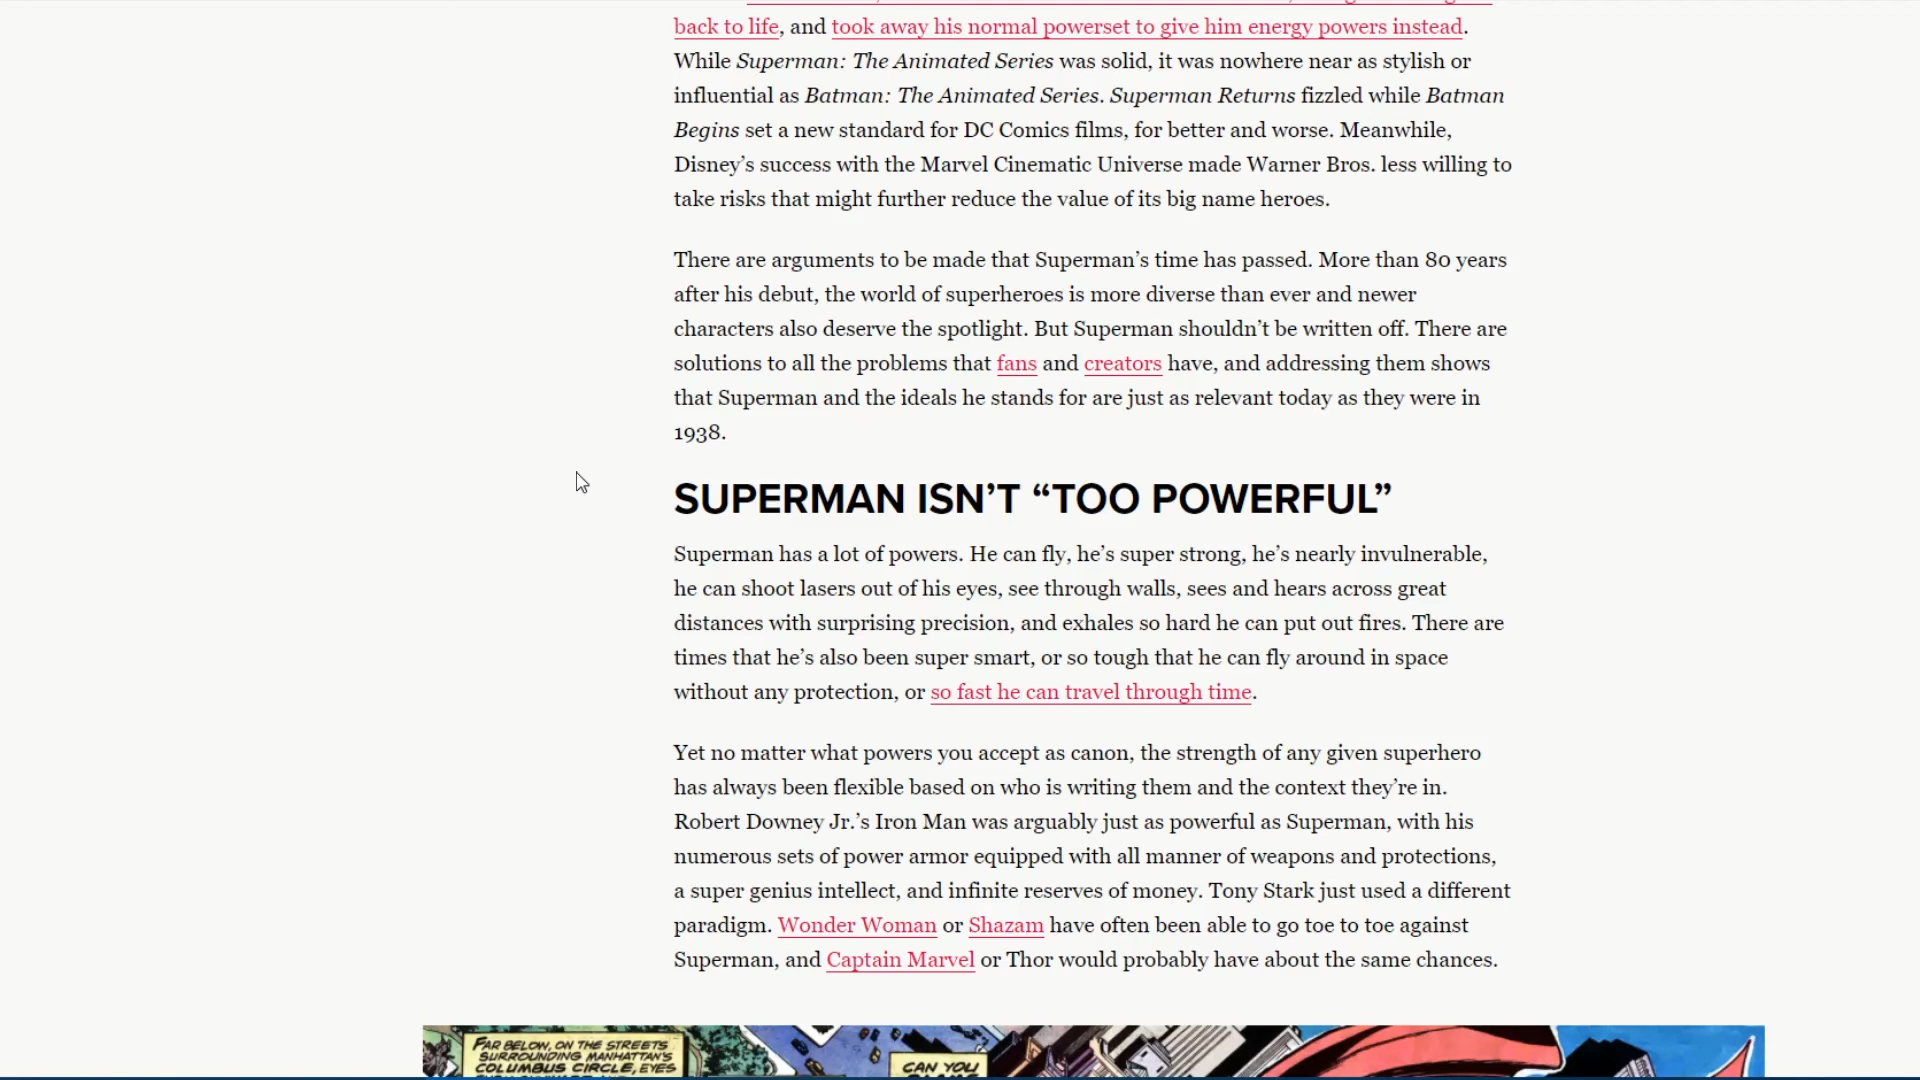 back to life, and took away his normal powerset to give him energy powers instead.
While Superman: The Animated Series was solid, it was nowhere near as stylish or
influential as Batman: The Animated Series. Superman Returns fizzled while Batman
Begins set a new standard for DC Comics films, for better and worse. Meanwhile,
Disney’s success with the Marvel Cinematic Universe made Warner Bros. less willing to
take risks that might further reduce the value of its big name heroes.
There are arguments to be made that Superman’s time has passed. More than 80 years
after his debut, the world of superheroes is more diverse than ever and newer
characters also deserve the spotlight. But Superman shouldn’t be written off. There are
solutions to all the problems that fans and creators have, and addressing them shows
that Superman and the ideals he stands for are just as relevant today as they were in
1938.
SUPERMAN ISN’T “TOO POWERFUL”
Superman has a lot of powers. He can fly, he’s super strong, he’s nearly invulnerable,
he can shoot lasers out of his eyes, see through walls, sees and hears across great
distances with surprising precision, and exhales so hard he can put out fires. There are
times that he’s also been super smart, or so tough that he can fly around in space
without any protection, or so fast he can travel through time.
Yet no matter what powers you accept as canon, the strength of any given superhero
has always been flexible based on who is writing them and the context they’re in.
Robert Downey Jr.’s Iron Man was arguably just as powerful as Superman, with his
numerous sets of power armor equipped with all manner of weapons and protections,
a super genius intellect, and infinite reserves of money. Tony Stark just used a different
paradigm. Wonder Woman or Shazam have often been able to go toe to toe against
Superman, and Captain Marvel or Thor would probably have about the same chances.
FAR BELOW, ON THE STREETS
SURROUNDING MANHATTAN'S
COLUMBUS CIRCLE, EYES
CAN YOU